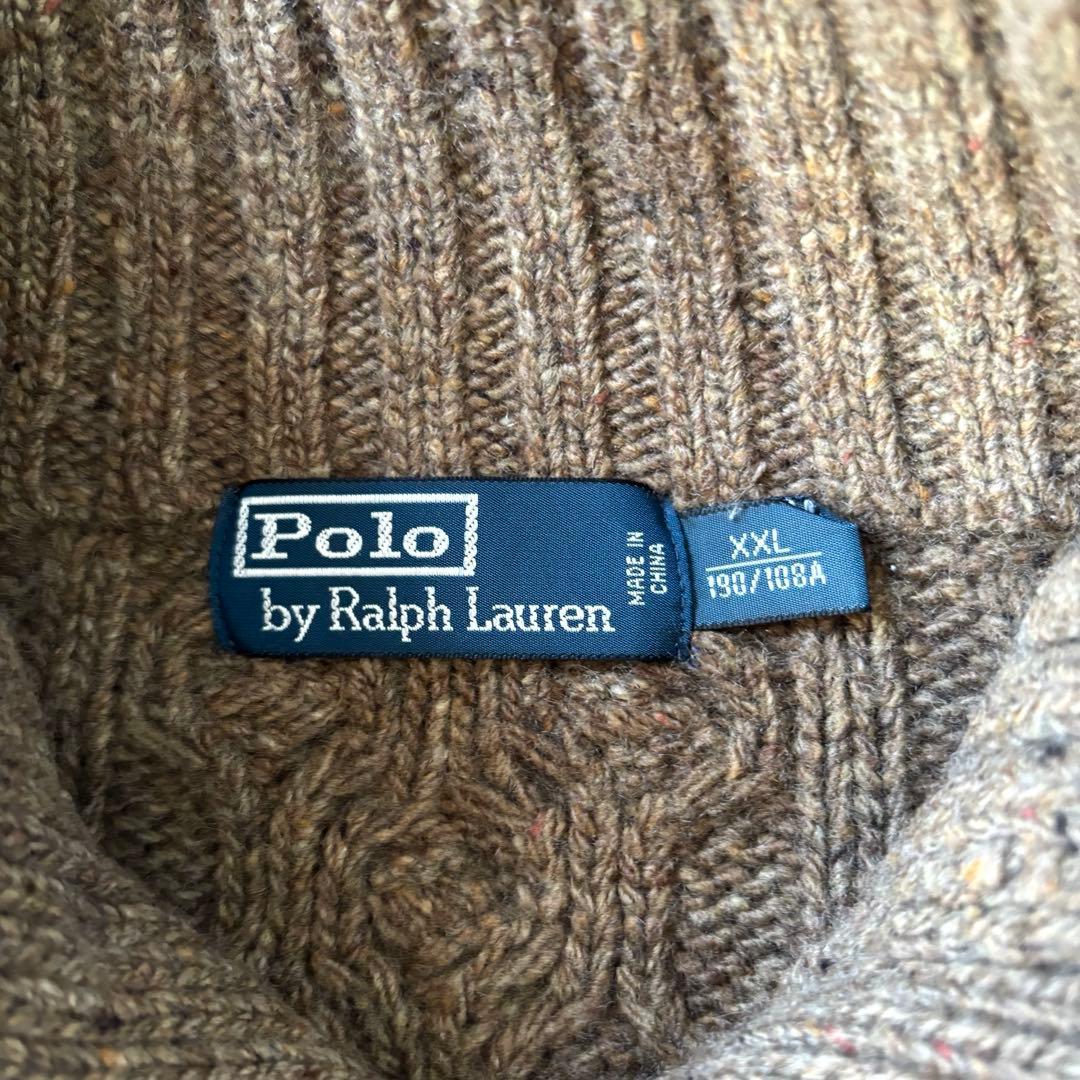 Polo
by Ralph Lauren
MADE IN
CHINA
XXL
190/108A